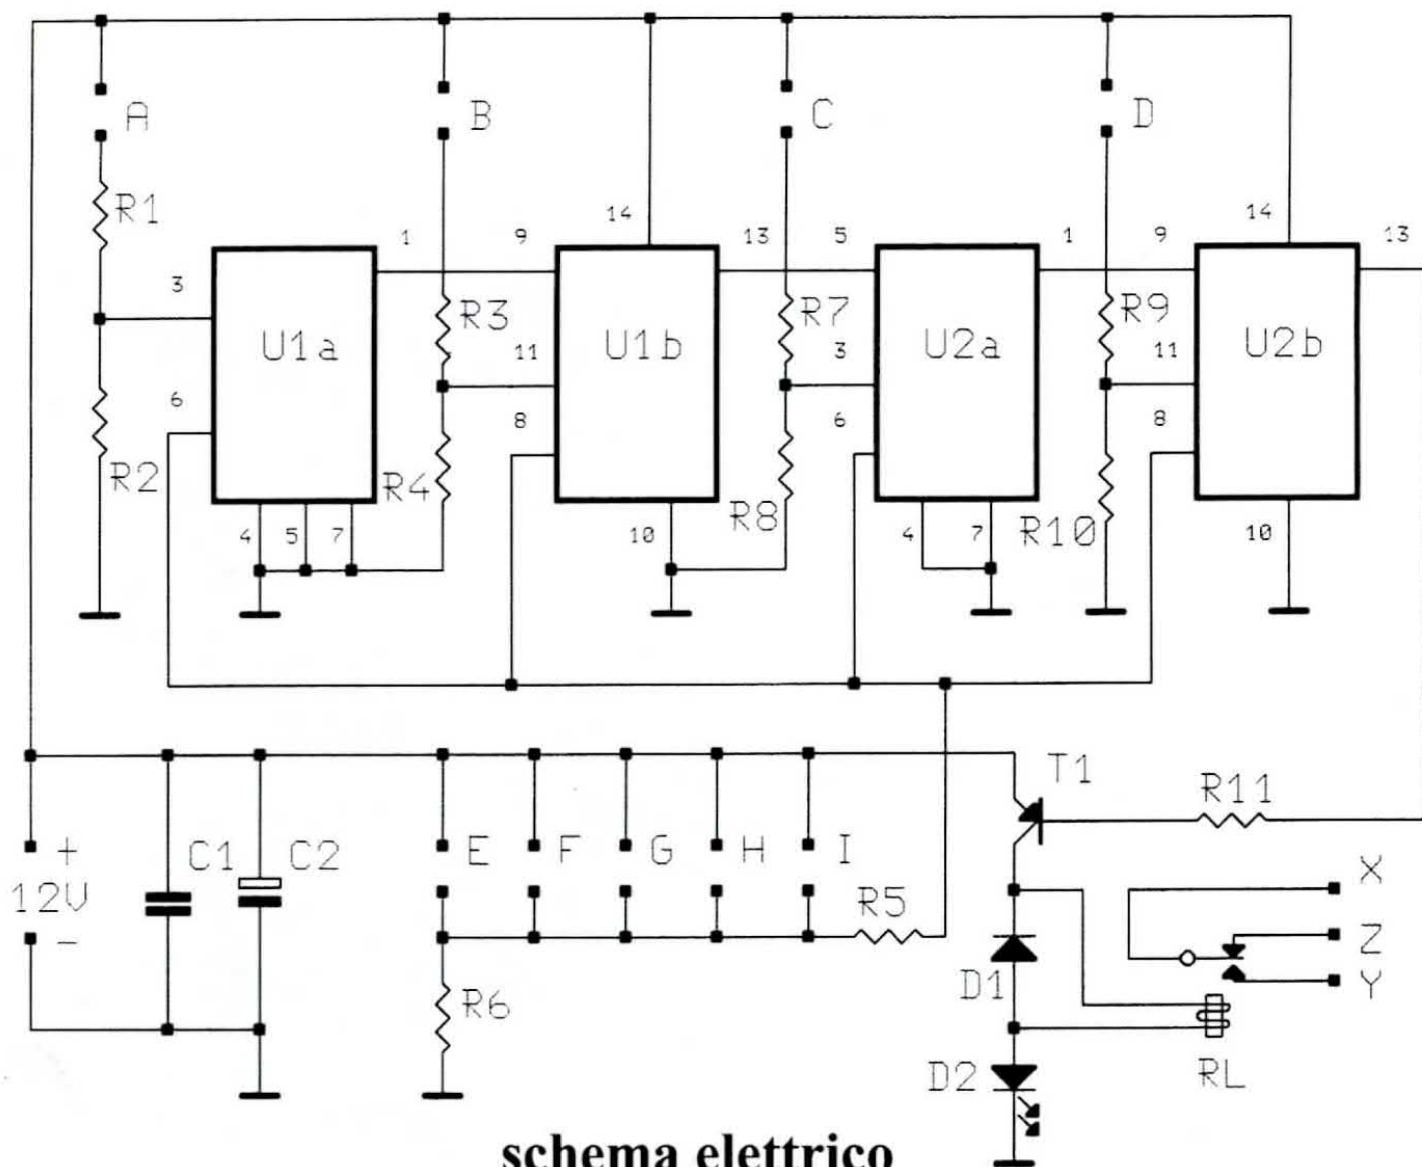 A
B
C
D
R1
14
14
1
9
13
5
1
9
13
3
R3
R7
R9
U1a
11
U1b
3
U2a
11
U2b
6
8
6
8
R2
R4
R8
R10
4
5
7
10
4
7
10
T1
R11
+
12V
-
C1
C2
E
F
G
H
I
R5
X
Z
Y
R6
D1
D2
RL
schema elettrico